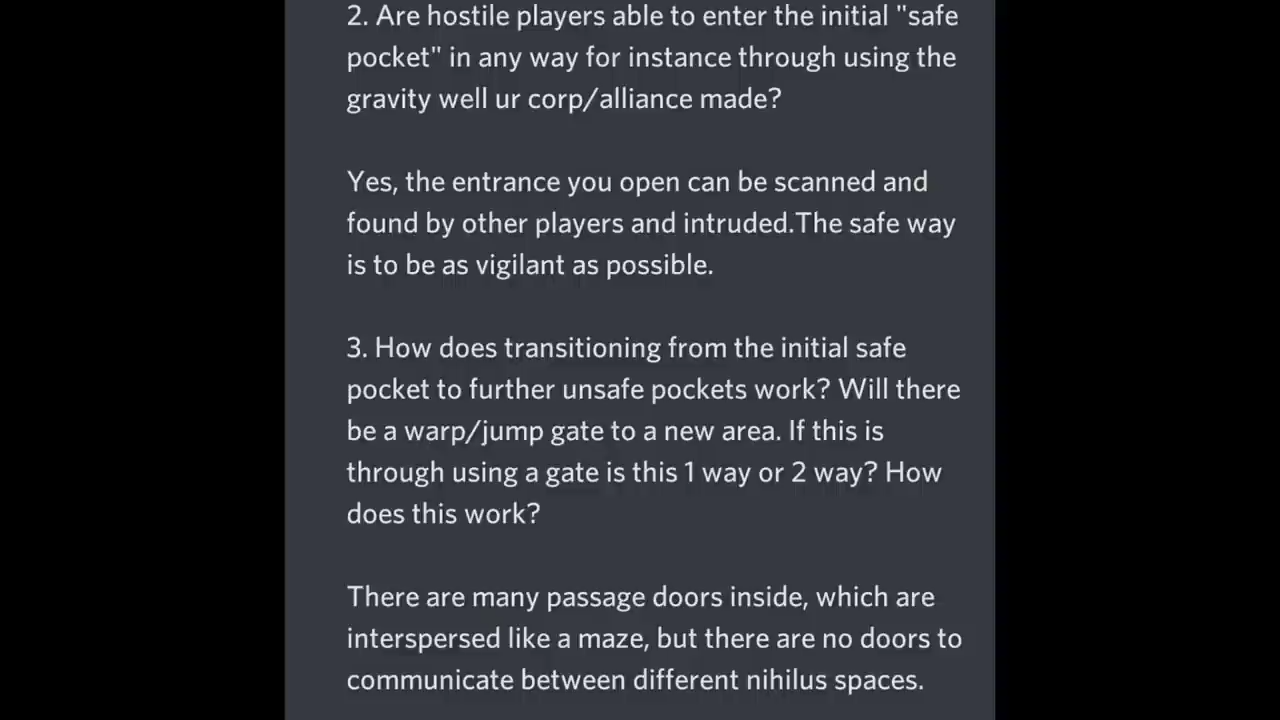 2. Are hostile players able to enter the initial "safe
pocket" in any way for instance through using the
gravity well ur corp/alliance made?
Yes, the entrance you open can be scanned and
found by other players and intruded.The safe way
is to be as vigilant as possible.
3. How does transitioning from the initial safe
pocket to further unsafe pockets work? Will there
be a warp/jump gate to a new area. If this is
through using a gate is this 1 way or 2 way? How
does this work?
There are many passage doors inside, which are
interspersed like a maze, but there are no doors to
communicate between different nihilus spaces.